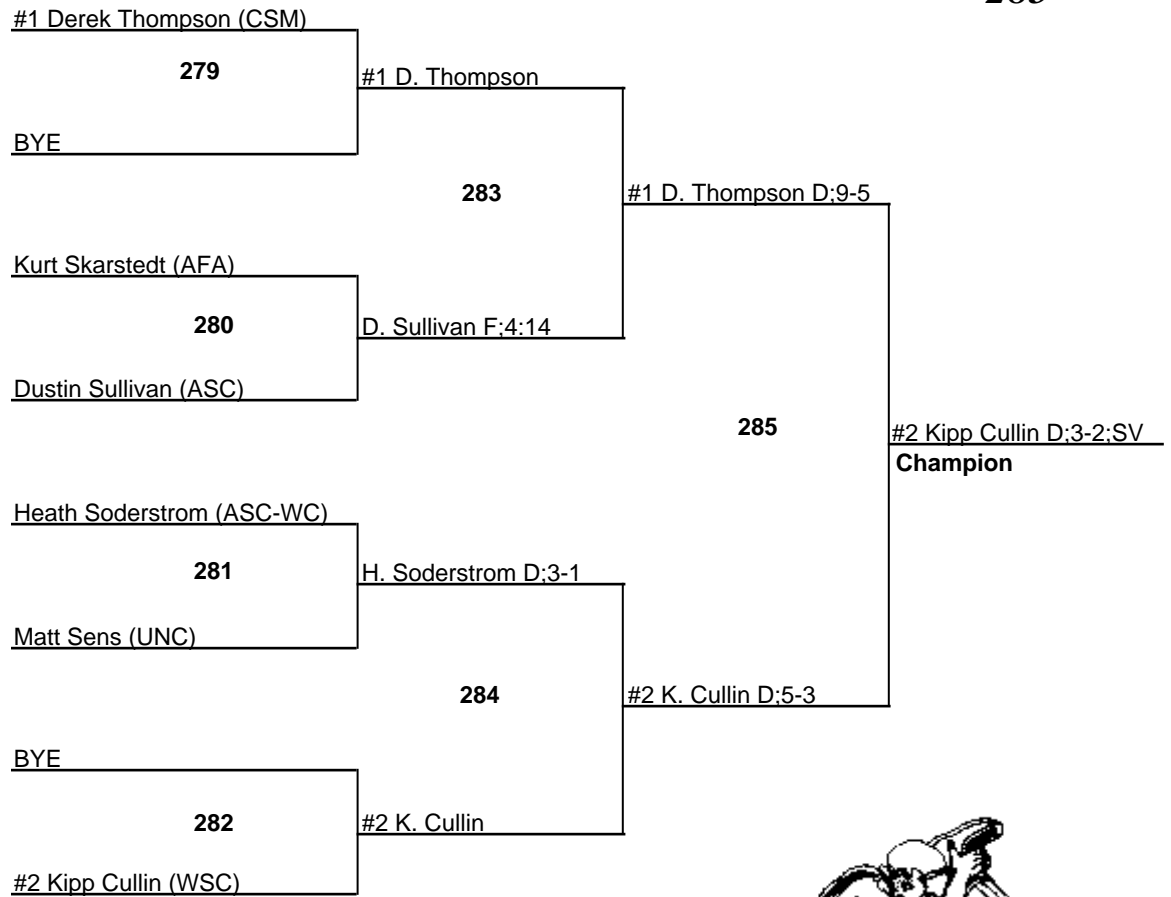 #1 Derek Thompson (CSM)
279
#1 D. Thompson
BYE
283
#1 D. Thompson D;9-5
Kurt Skarstedt (AFA)
280
D. Sullivan F;4:14
Dustin Sullivan (ASC)
285
#2 Kipp Cullin D;3-2;SV
Champion
Heath Soderstrom (ASC-WC)
281
H. Soderstrom D;3-1
Matt Sens (UNC)
284
#2 K. Cullin D;5-3
BYE
282
#2 K. Cullin
#2 Kipp Cullin (WSC)